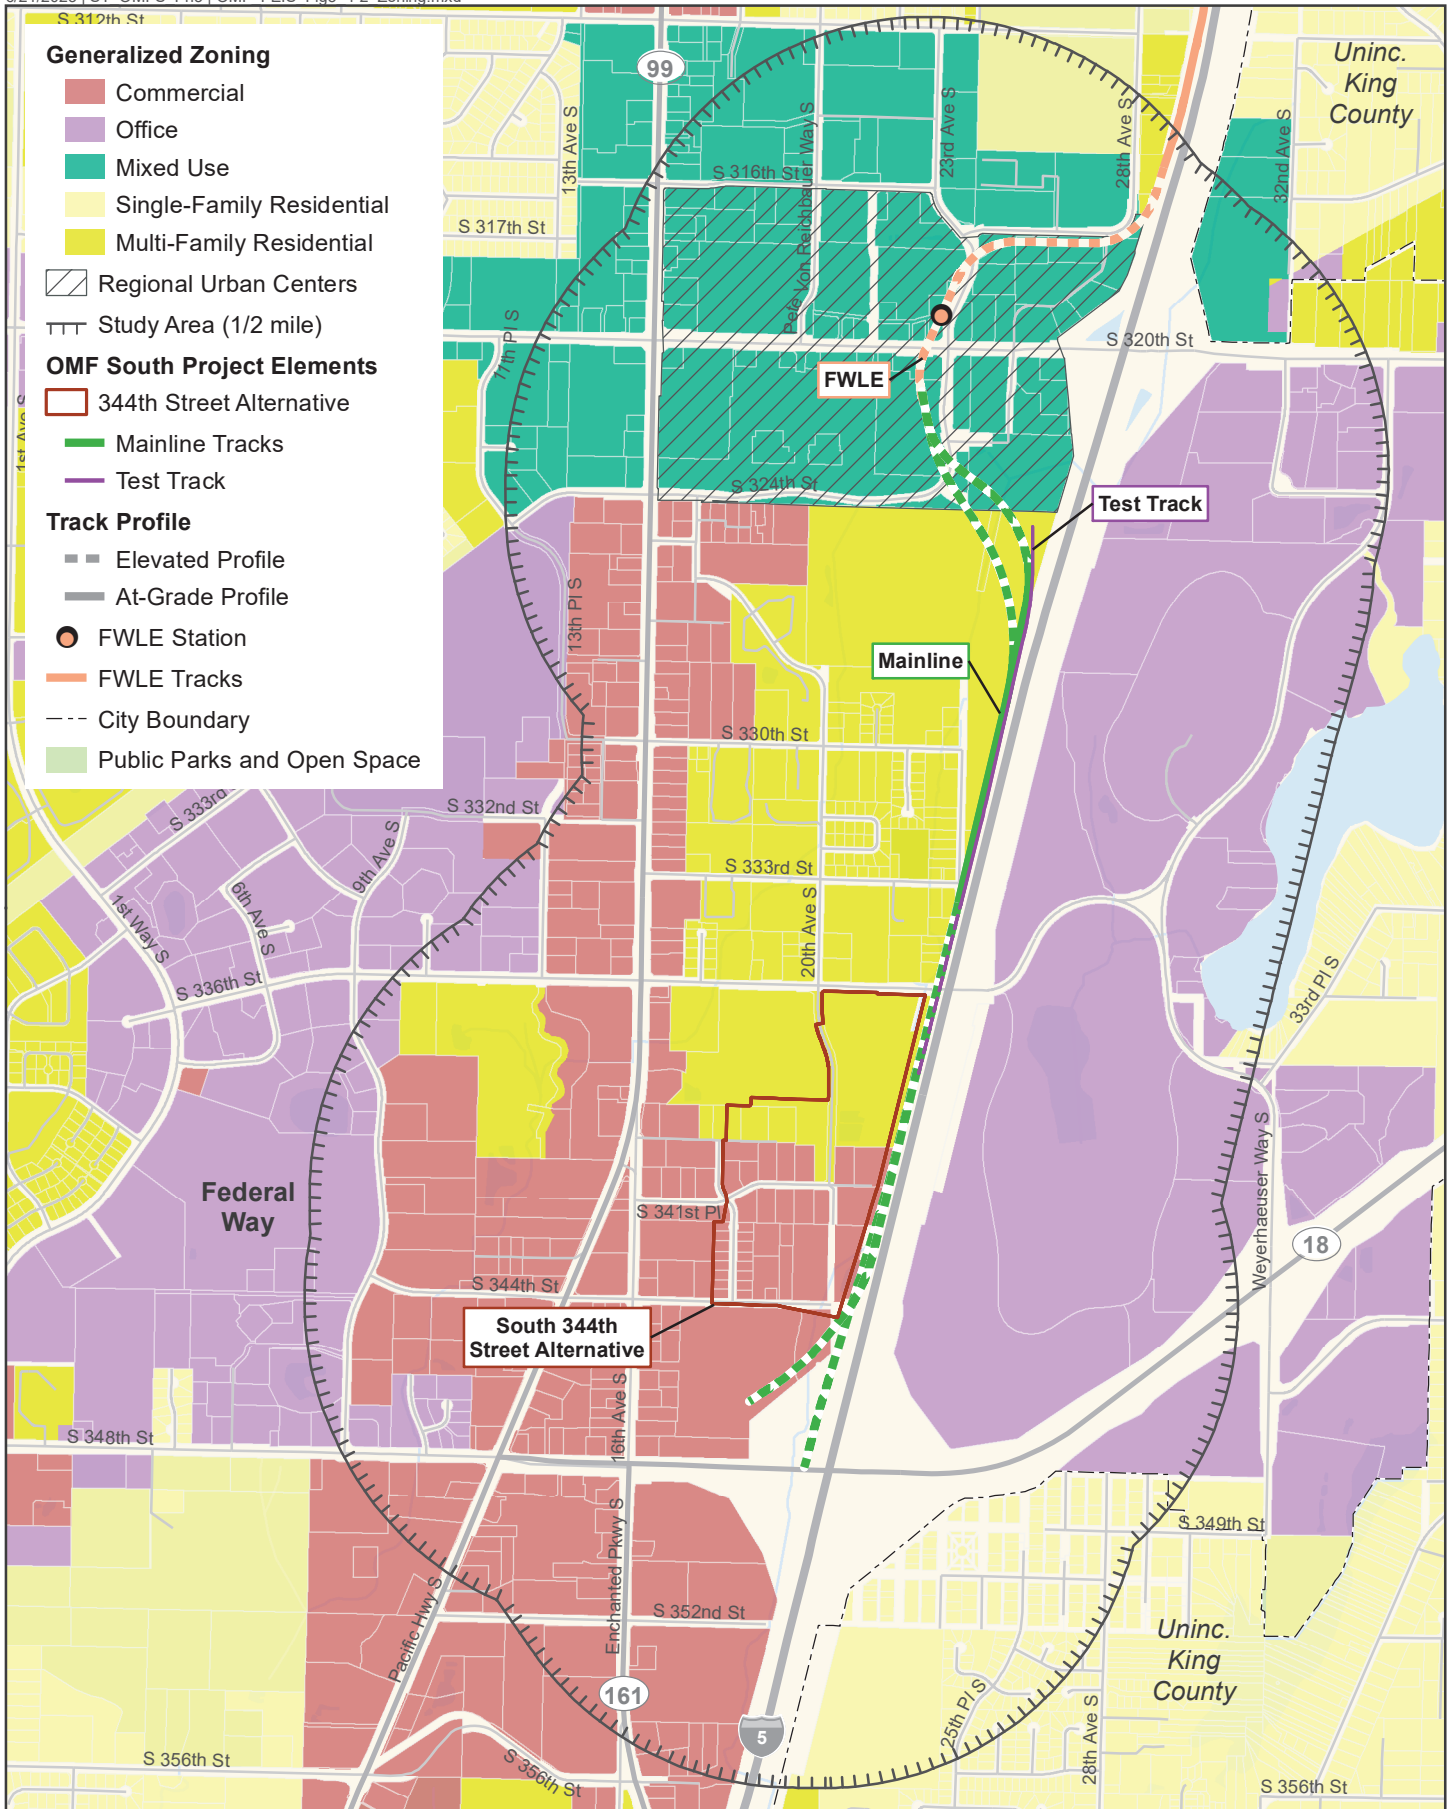 S 312th St
Generalized Zoning
Commercial
Office
Mixed Use
Single-Family Residential
Multi-Family Residential
Regional Urban Centers
Study Area (1/2 mile)
OMF South Project Elements
344th Street Alternative
Mainline Tracks
Test Track
Track Profile
Elevated Profile
At-Grade Profile
FWLE Station
FWLE Tracks
City Boundary
Public Parks and Open Space
99
Uninc.
King
County
13th Ave S
Pete Von Reichbauer Way S
23rd Ave S
28th Ave S
32nd Ave S
S 316th St
S 317th St
11th Pl S
S 320th St
FWLE
1st Ave S
S 324th St
Test Track
13th Pl S
Mainline
S 330th St
S 333rd
S 332nd St
9th Ave S
S 333rd St
20th Ave S
6th Ave S
1st Way S
S 336th St
33rd Pl S
Federal
Way
S 341st Pl
Weyerhaeuser Way S
18
S 344th St
South 344th
Street Alternative
16th Ave S
S 348th St
S 349th St
Enchanted Pkwy S
Pacific Hwy S
S 352nd St
Uninc.
King
County
161
5
25th Pl S
28th Ave S
S 356th St
S 356th St
S 356th St